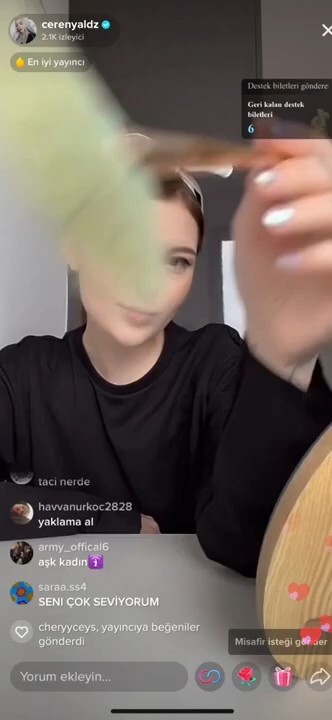 cerenyaldz
2.1K izleyici
En iyi yayıncı
Destek biletleri göndere
Geri kalan destek
biletleri
6
taci nerde
havvanurkoc2828
yaklama al
army_offical6
aşk kadın
saraa.ss4
SENI ÇOK SEVİYORUM
cheryyceys, yayıncıya beğeniler
gönderdi
Misafir isteği gönder
Yorum ekleyin...